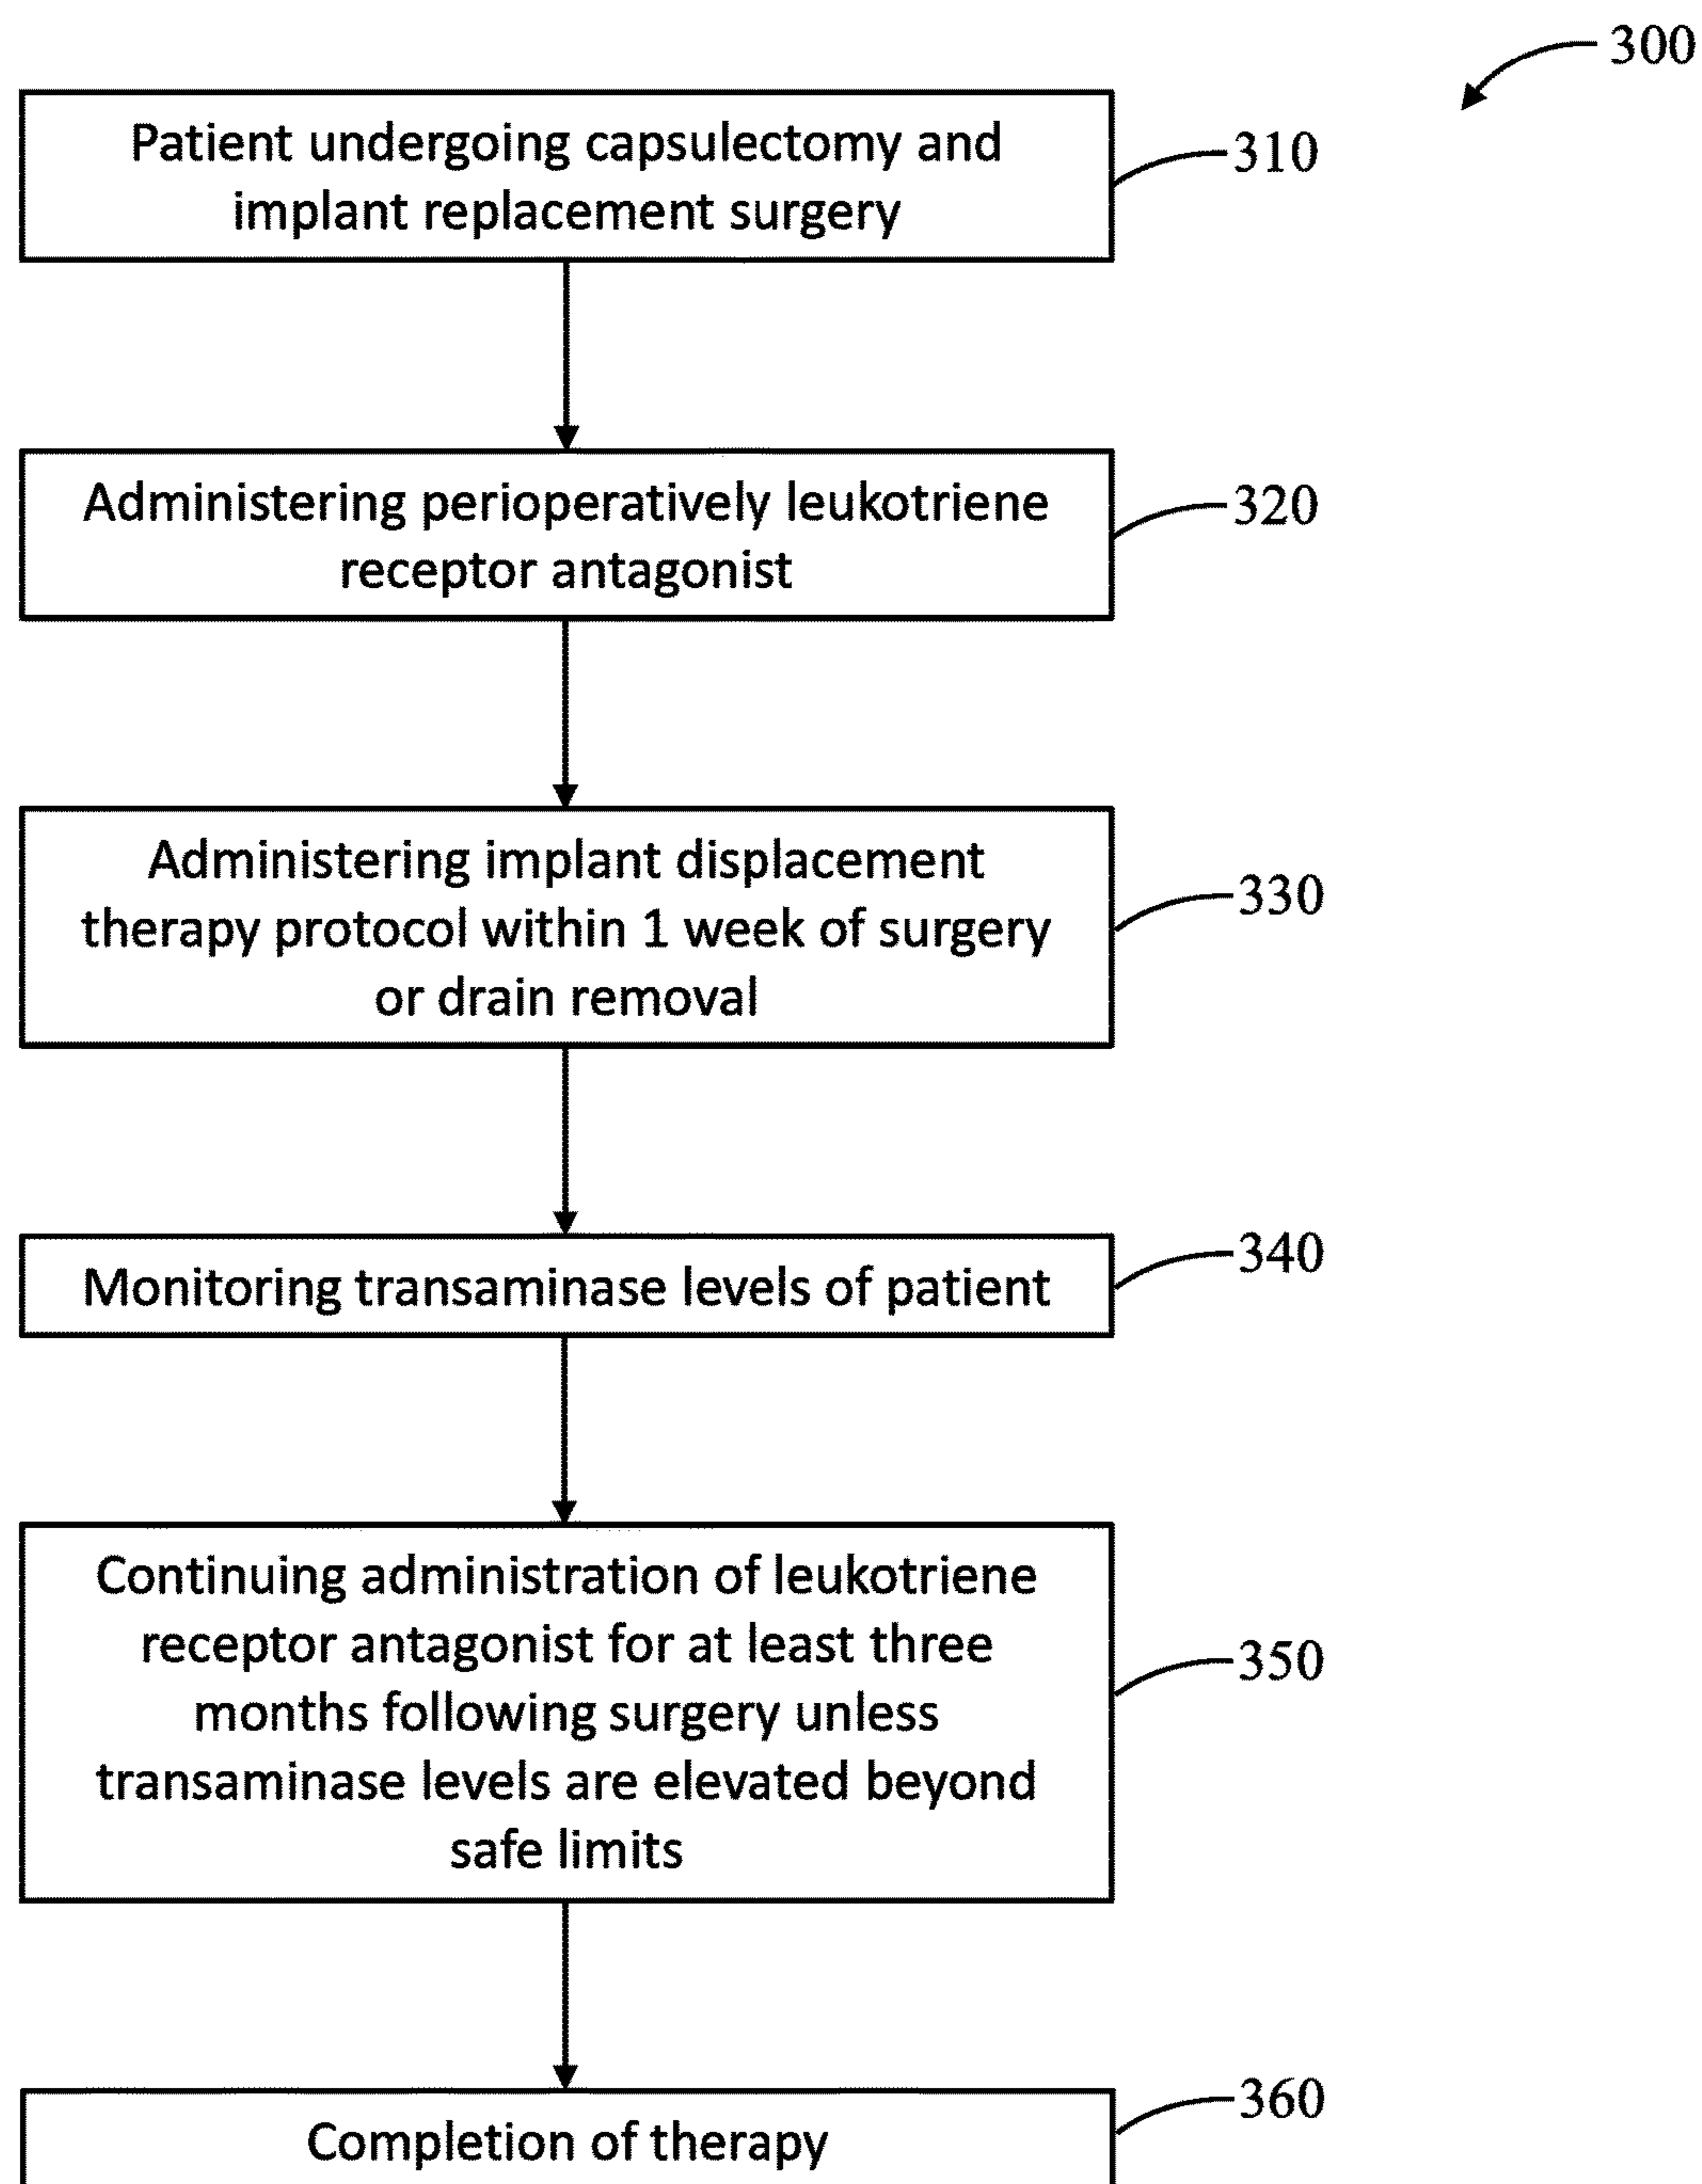 300
Patient undergoing capsulectomy and
implant replacement surgery
310
Administering perioperatively leukotriene
receptor antagonist
320
Administering implant displacement
therapy protocol within 1 week of surgery
or drain removal
330
Monitoring transaminase levels of patient
340
Continuing administration of leukotriene
receptor antagonist for at least three
months following surgery unless
transaminase levels are elevated beyond
safe limits
350
Completion of therapy
360